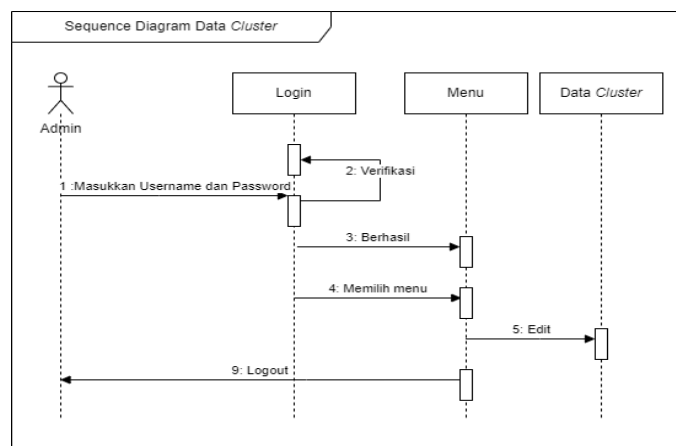 Sequence Diagram Data Cluster
Login
Menu
Data Cluster
Admin
2: Verifikasi
1 :Masukkan Username dan Password
3: Berhasil
4: Memilih menu
5: Edit
9: Logout